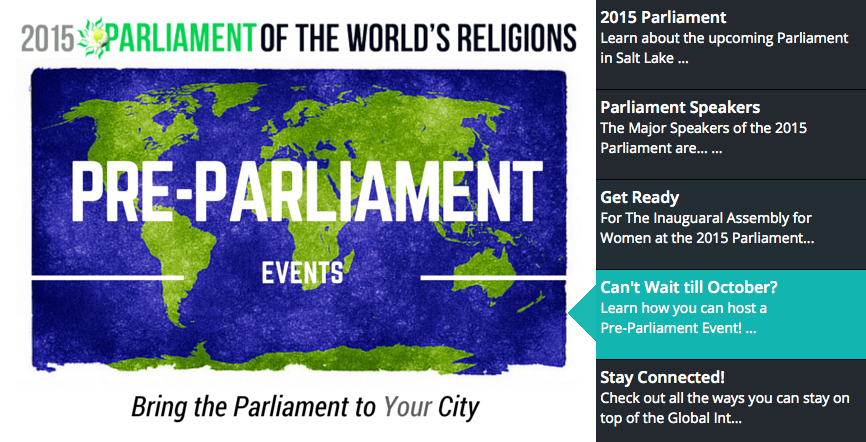 2015 PARLIAMENT OF THE WORLD'S RELIGIONS
PRE-PARLIAMENT
EVENTS
Bring the Parliament to Your City
2015 Parliament
Learn about the upcoming Parliament
in Salt Lake ...
Parliament Speakers
The Major Speakers of the 2015
Parliament are... ...
Get Ready
For The Inauguaral Assembly for
Women at the 2015 Parliament...
Can't Wait till October?
Learn how you can host a
Pre-Parliament Event! ...
Stay Connected!
Check out all the ways you can stay on
top of the Global Int...